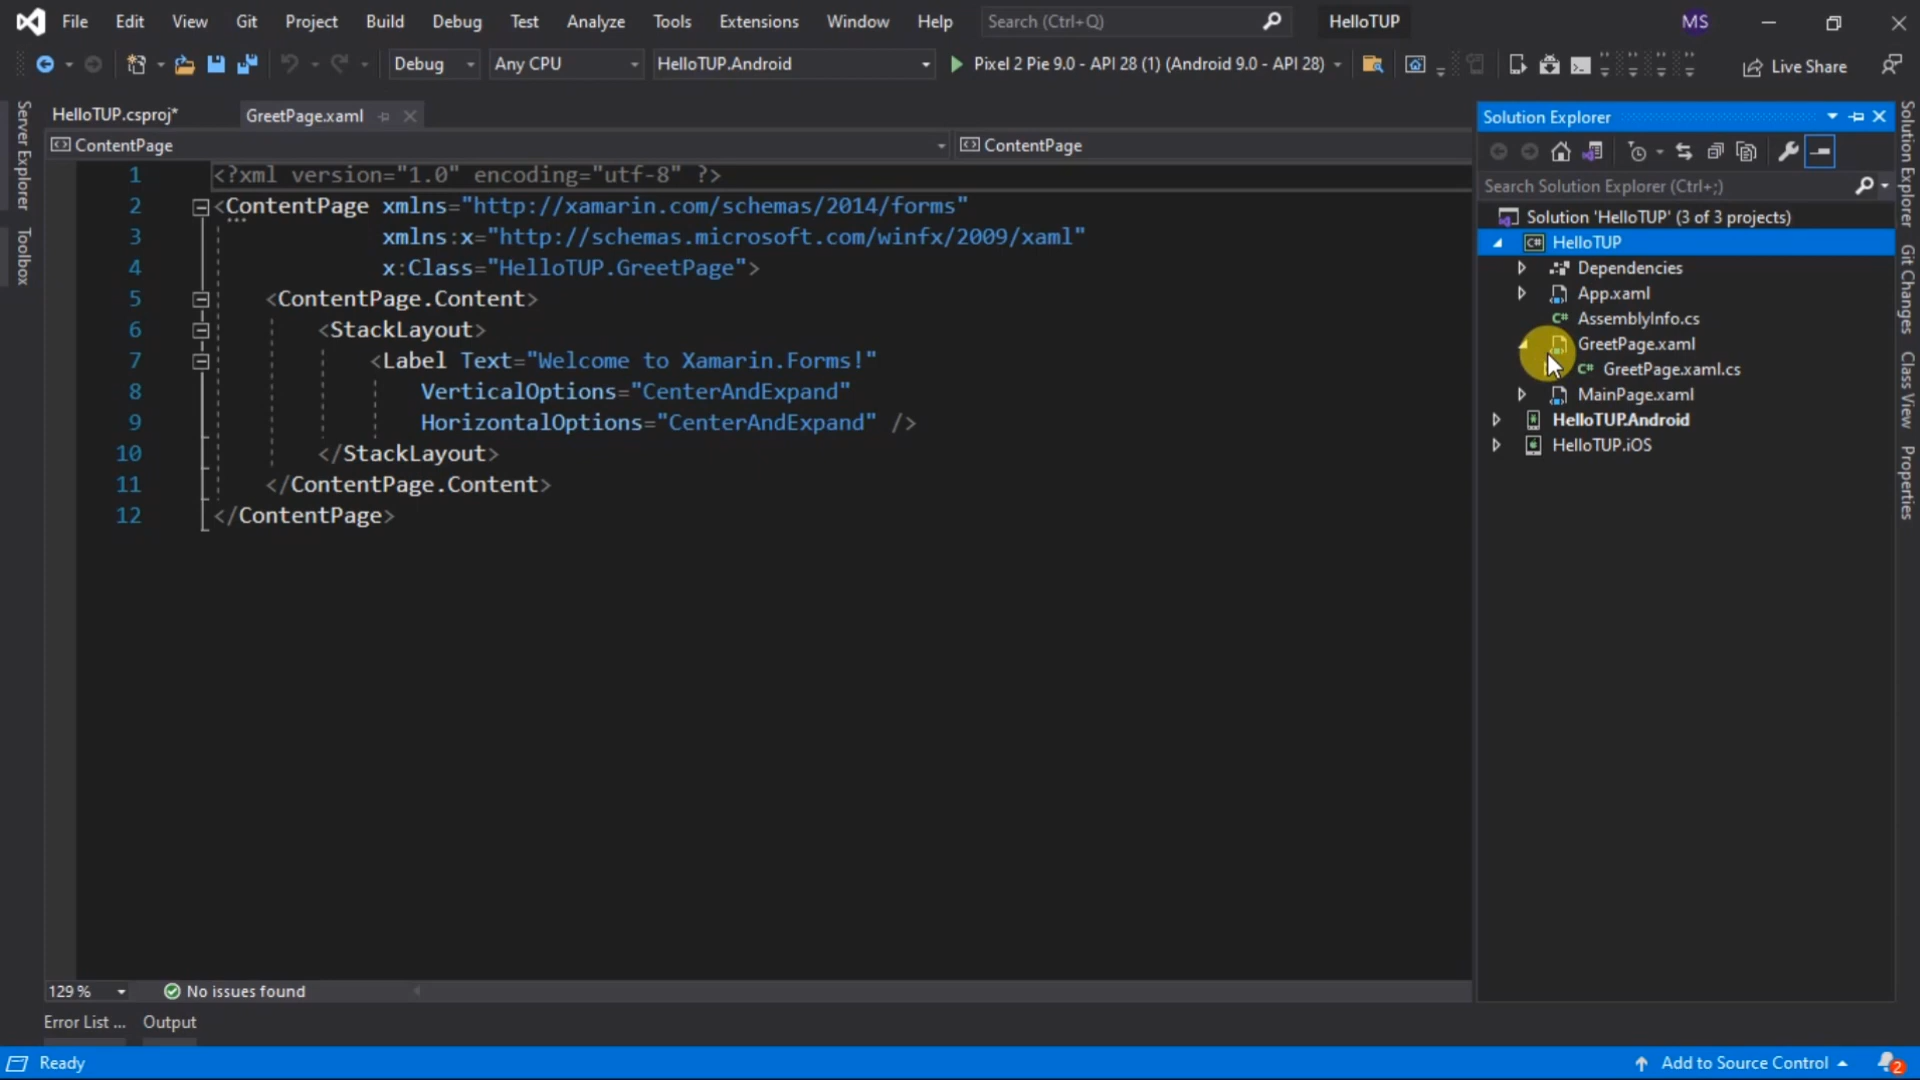 File Edit View Git Project Build Debug Test Analyze Tools Extensions Window Help Search (Ctrl+Q) HelloTUP MS
Debug Any CPU HelloTUP.Android Pixel 2 Pie 9.0 - API 28 (1) (Android 9.0 - API 28) Live Share
HelloTUP.csproj* GreetPage.xaml
ContentPage ContentPage
1 <?xml version="1.0" encoding="utf-8" ?>
2 <ContentPage xmlns="http://xamarin.com/schemas/2014/forms"
3 xmlns:x="http://schemas.microsoft.com/winfx/2009/xaml"
4 x:Class="HelloTUP.GreetPage">
5 <ContentPage.Content>
6 <StackLayout>
7 <Label Text="Welcome to Xamarin.Forms!"
8 VerticalOptions="CenterAndExpand"
9 HorizontalOptions="CenterAndExpand" />
10 </StackLayout>
11 </ContentPage.Content>
12 </ContentPage>
129 % No issues found
Error List ... Output
Ready Add to Source Control 2
Server Explorer
Toolbox
Solution Explorer
Search Solution Explorer (Ctrl+;)
Solution 'HelloTUP' (3 of 3 projects)
C# HelloTUP
Dependencies
App.xaml
C# AssemblyInfo.cs
GreetPage.xaml
C# GreetPage.xaml.cs
MainPage.xaml
HelloTUP.Android
HelloTUP.iOS
Solution Explorer
Git Changes
Class View
Properties